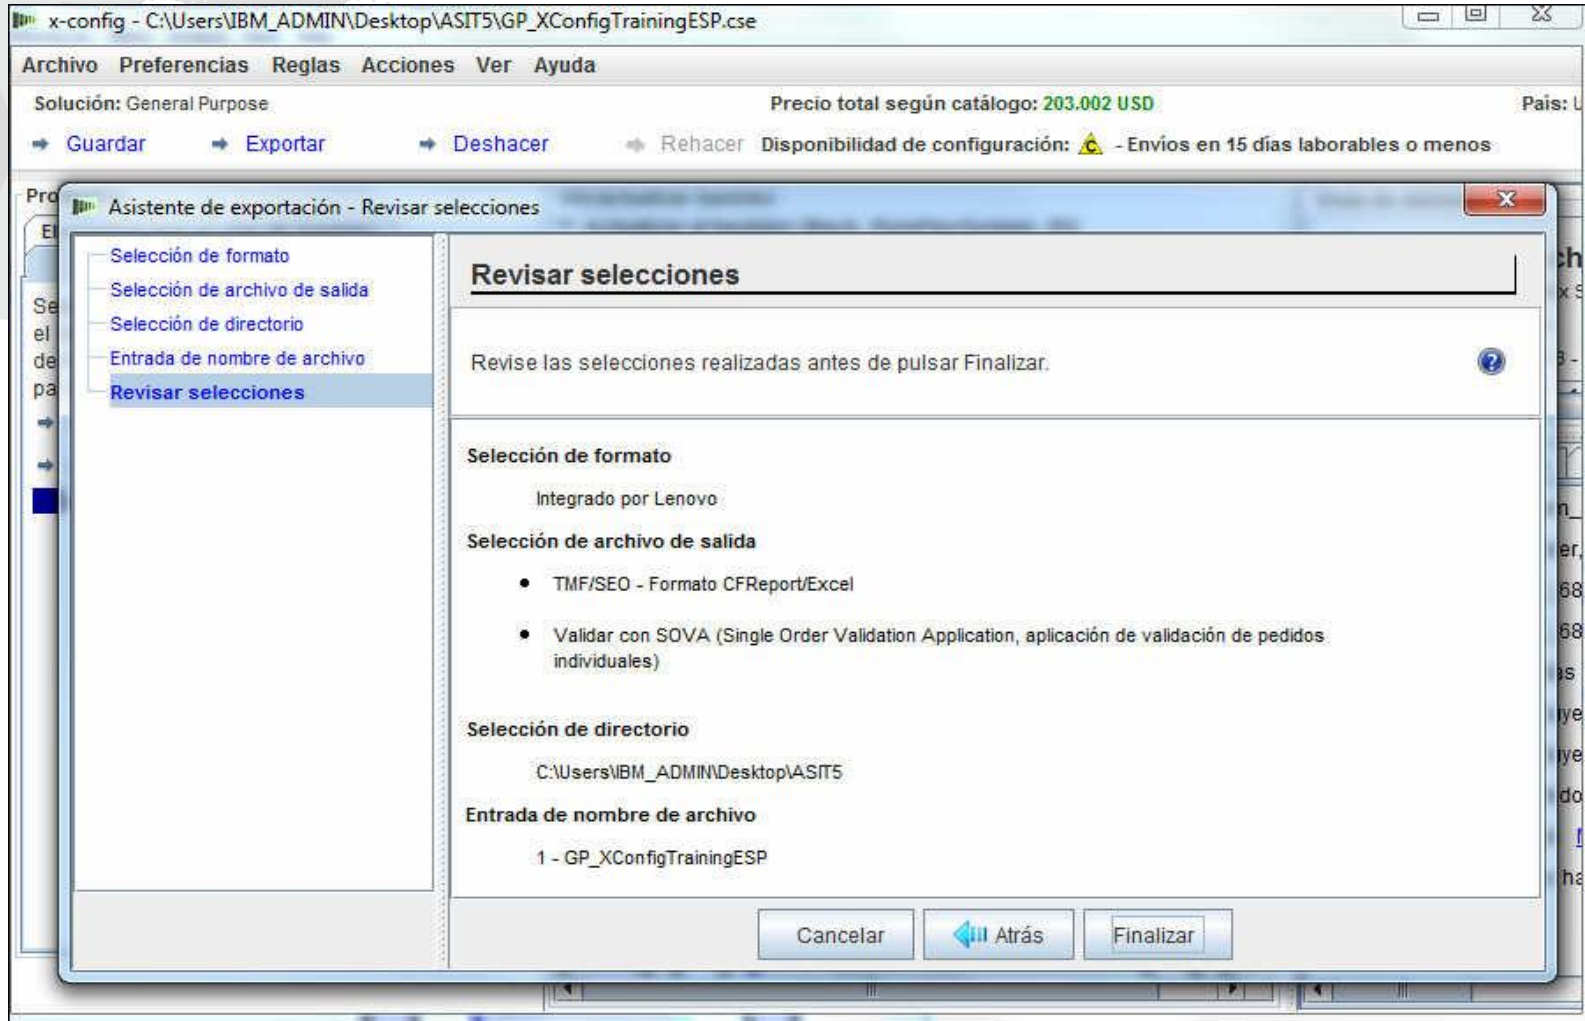 x-config - C:\Users\IBM_ADMIN\Desktop\ASIT5\GP_XConfigTrainingESP.cse
Archivo Preferencias Reglas Acciones Ver Ayuda
Solución: General Purpose Precio total según catálogo: 203.002 USD País:
Guardar Exportar Deshacer Rehacer Disponibilidad de configuración: C - Envíos en 15 días laborables o menos
Asistente de exportación - Revisar selecciones
Selección de formato
Selección de archivo de salida
Selección de directorio
Entrada de nombre de archivo
Revisar selecciones
Revisar selecciones
Revise las selecciones realizadas antes de pulsar Finalizar.
Selección de formato
Integrado por Lenovo
Selección de archivo de salida
TMF/SEO - Formato CFReport/Excel
Validar con SOVA (Single Order Validation Application, aplicación de validación de pedidos
individuales)
Selección de directorio
C:\Users\IBM_ADMIN\Desktop\ASIT5
Entrada de nombre de archivo
1 - GP_XConfigTrainingESP
Cancelar Atrás Finalizar